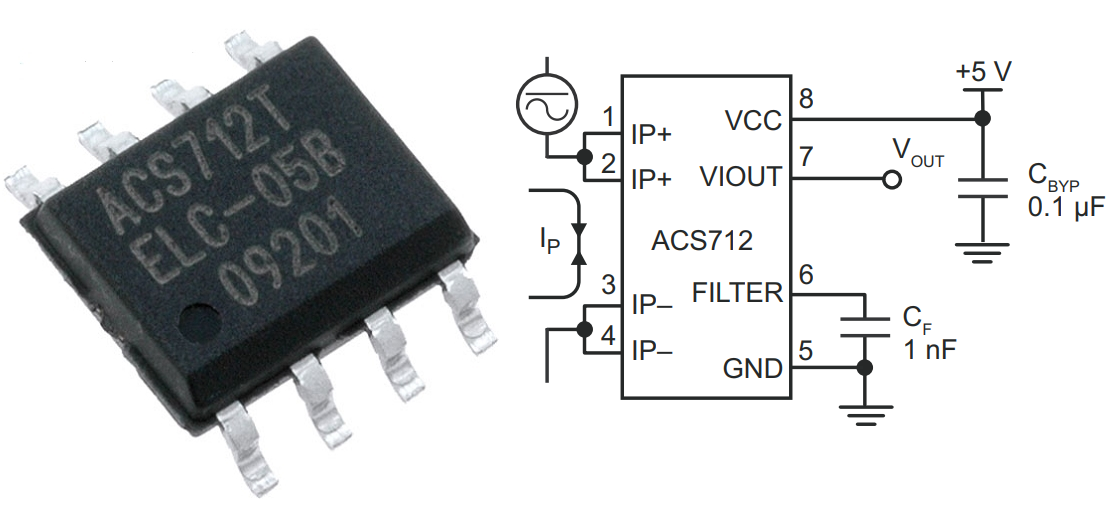 ACS712T
ELC-05B
09201
+5 V
1
IP+
2
IP+
IP
3
IP–
4
IP–
ACS712
VCC
8
VIOUT
7
VOUT
CBYP
0.1 µF
FILTER
6
CF
1 nF
GND
5